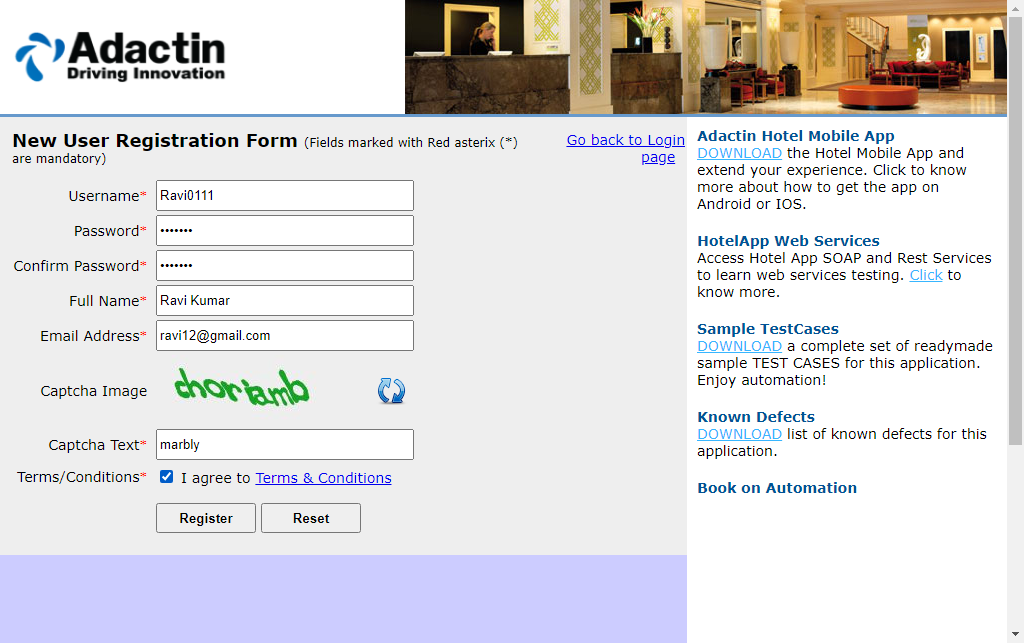 Adactin
Driving Innovation
New User Registration Form (Fields marked with Red asterix (*)
are mandatory)
Go back to Login
page
Username* Ravi0111
Password* •••••••
Confirm Password* •••••••
Full Name* Ravi Kumar
Email Address* ravi12@gmail.com
Captcha Image choriamb
Captcha Text* marbly
Terms/Conditions* I agree to Terms & Conditions
Register Reset
Adactin Hotel Mobile App
DOWNLOAD the Hotel Mobile App and
extend your experience. Click to know
more about how to get the app on
Android or IOS.
HotelApp Web Services
Access Hotel App SOAP and Rest Services
to learn web services testing. Click to
know more.
Sample TestCases
DOWNLOAD a complete set of readymade
sample TEST CASES for this application.
Enjoy automation!
Known Defects
DOWNLOAD list of known defects for this
application.
Book on Automation